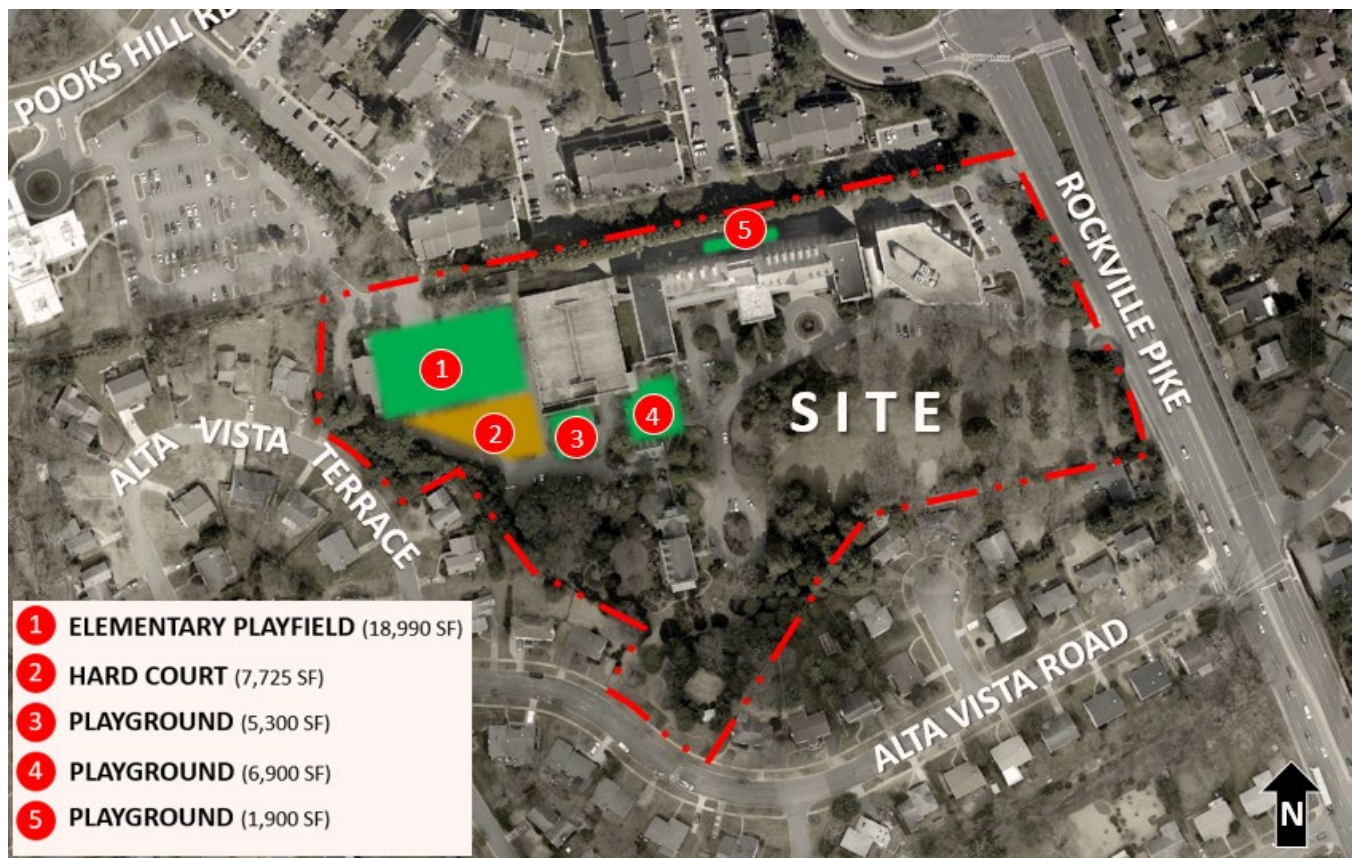 POOKS HILL RD
ROCKVILLE PIKE
5
1
2
3
4
SITE
ALTA VISTA TERRACE
ALTA VISTA ROAD
1 ELEMENTARY PLAYFIELD (18,990 SF)
2 HARD COURT (7,725 SF)
3 PLAYGROUND (5,300 SF)
4 PLAYGROUND (6,900 SF)
5 PLAYGROUND (1,900 SF)
N